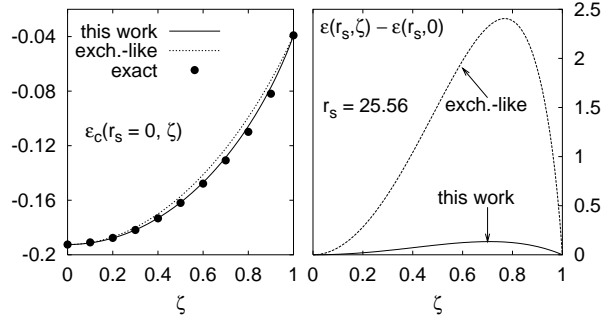 -0.04
-0.08
-0.12
-0.16
-0.2
this work
exch.-like
exact
εc(rs = 0, ζ)
0 0.2 0.4 0.6 0.8 1
ζ
ε(rs,ζ) – ε(rs,0)
rs = 25.56
exch.-like
this work
2.5
2
1.5
1
0.5
0
0 0.2 0.4 0.6 0.8 1
ζ